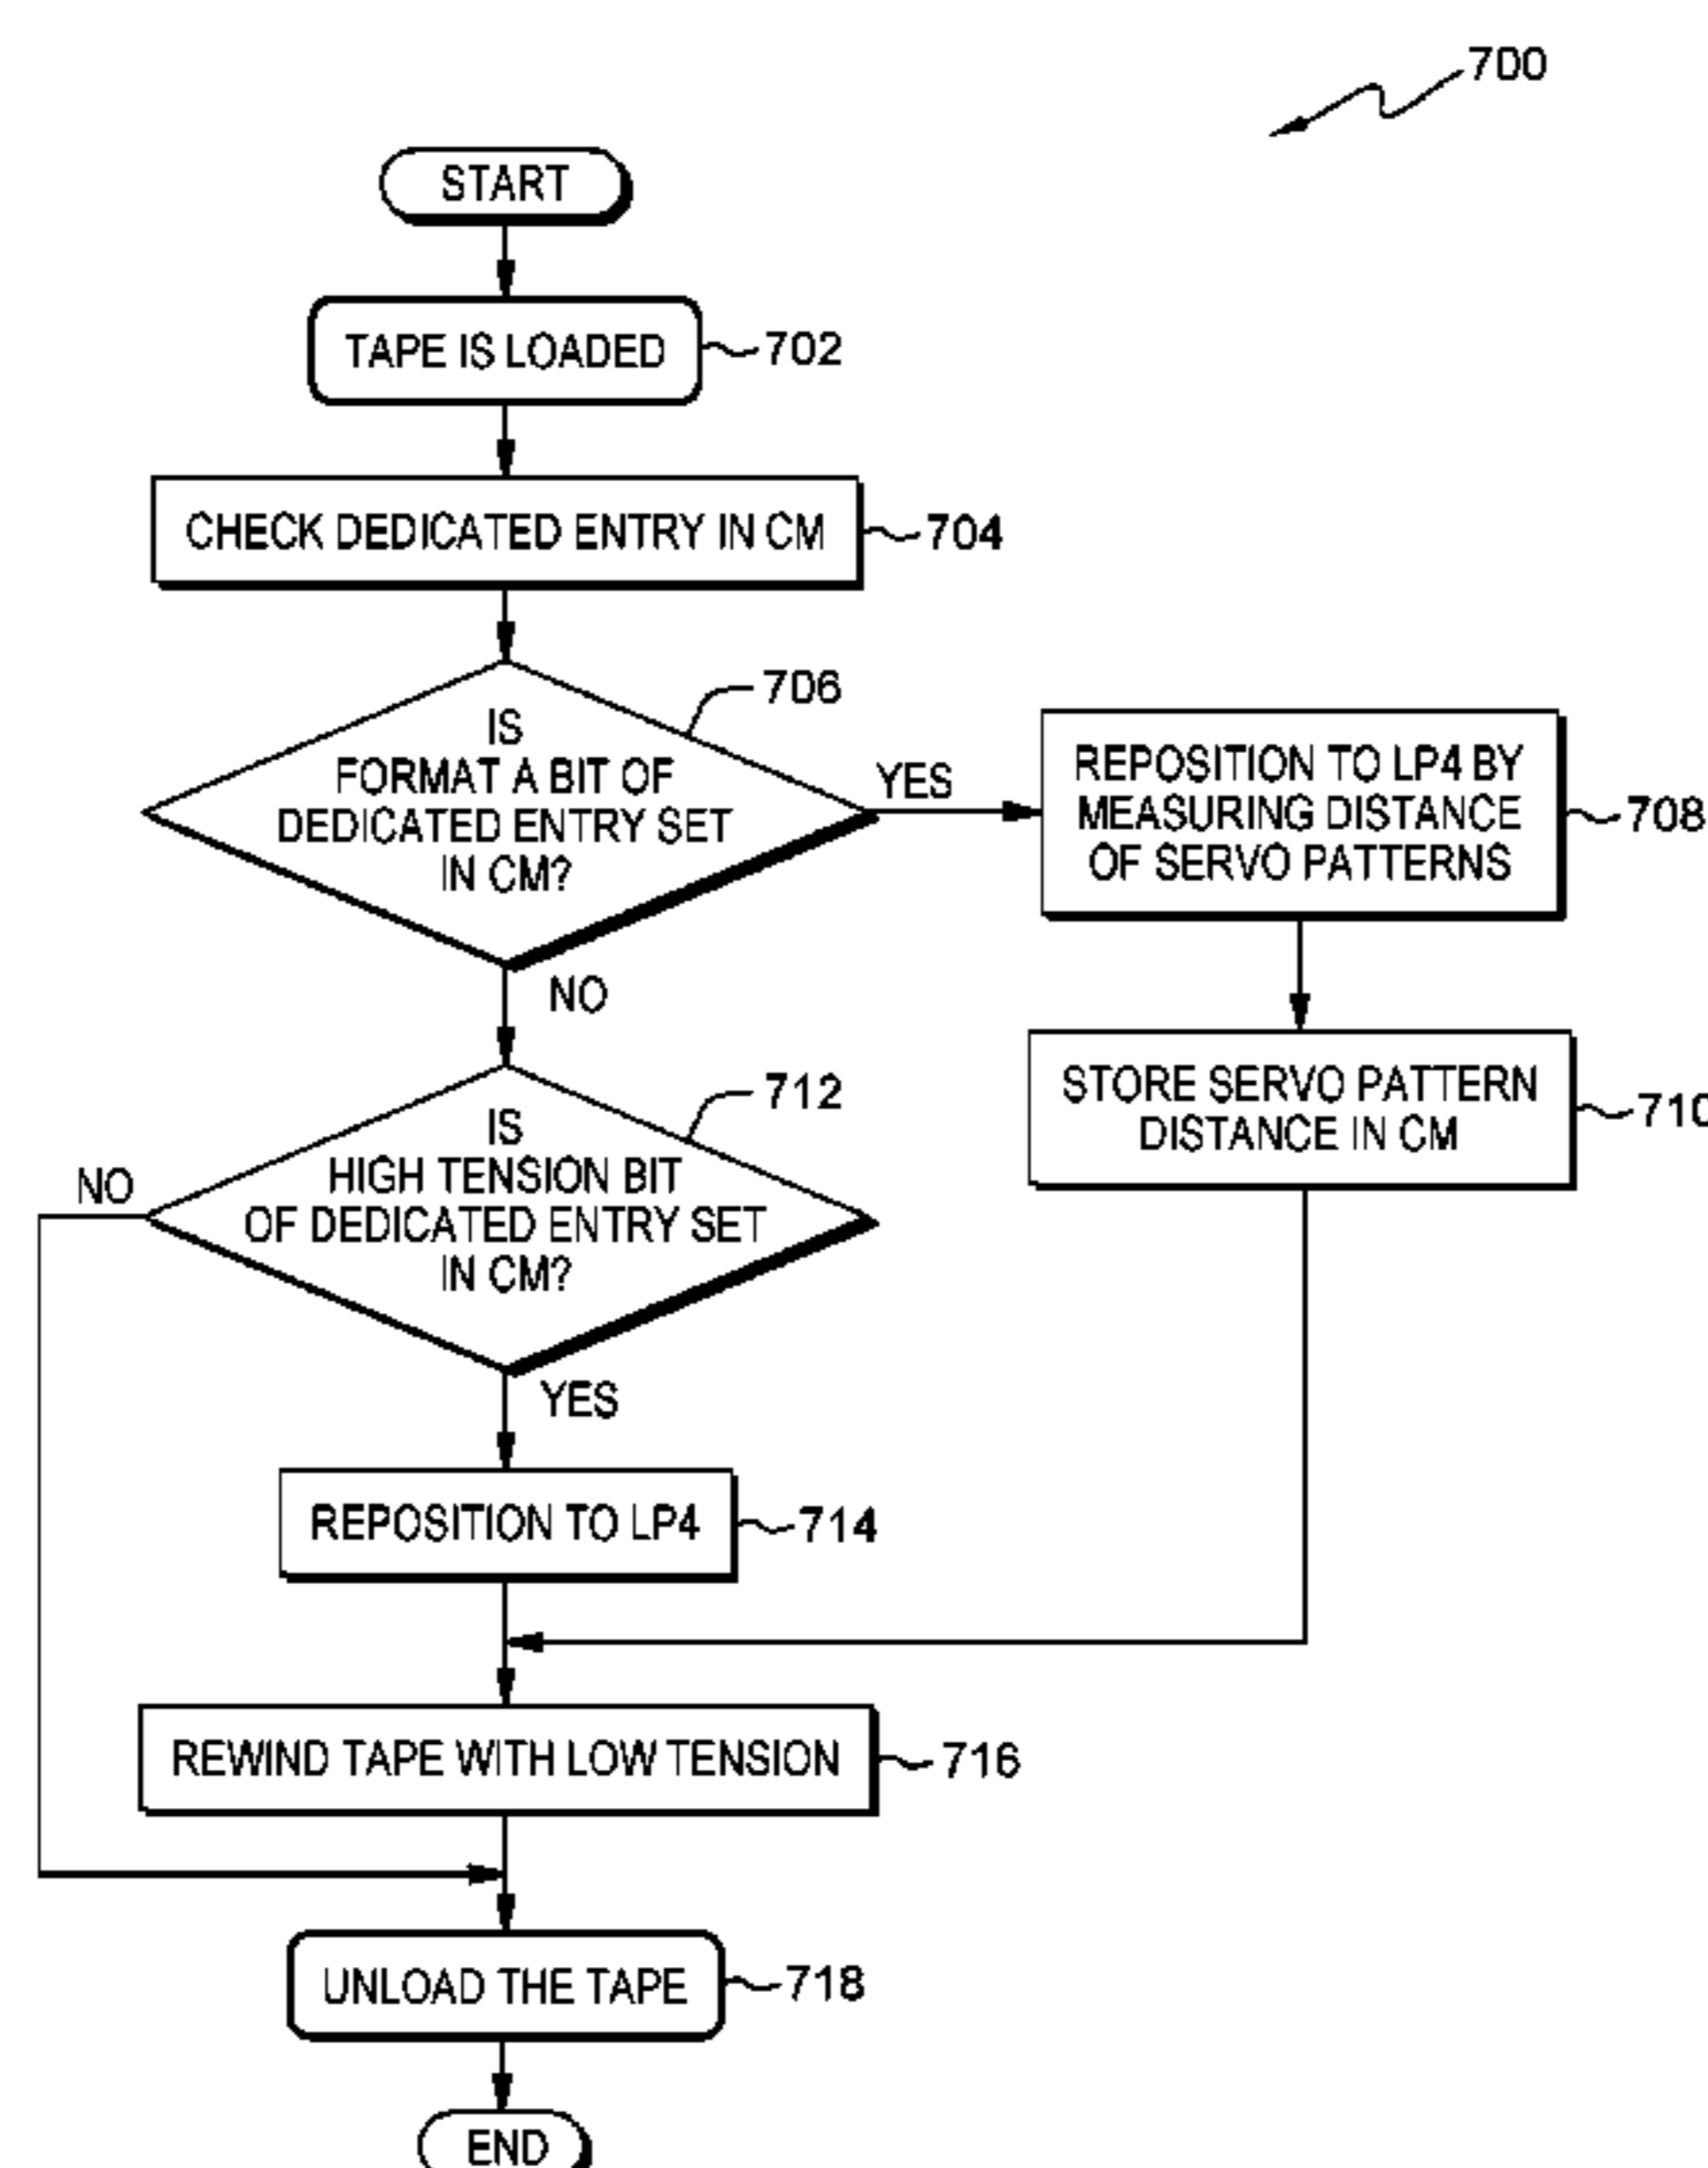 700
START
TAPE IS LOADED
702
CHECK DEDICATED ENTRY IN CM
704
IS
FORMAT A BIT OF
DEDICATED ENTRY SET
IN CM?
706
YES
REPOSITION TO LP4 BY
MEASURING DISTANCE
OF SERVO PATTERNS
708
NO
STORE SERVO PATTERN
DISTANCE IN CM
710
IS
HIGH TENSION BIT
OF DEDICATED ENTRY SET
IN CM?
712
NO
YES
REPOSITION TO LP4
714
REWIND TAPE WITH LOW TENSION
716
UNLOAD THE TAPE
718
END